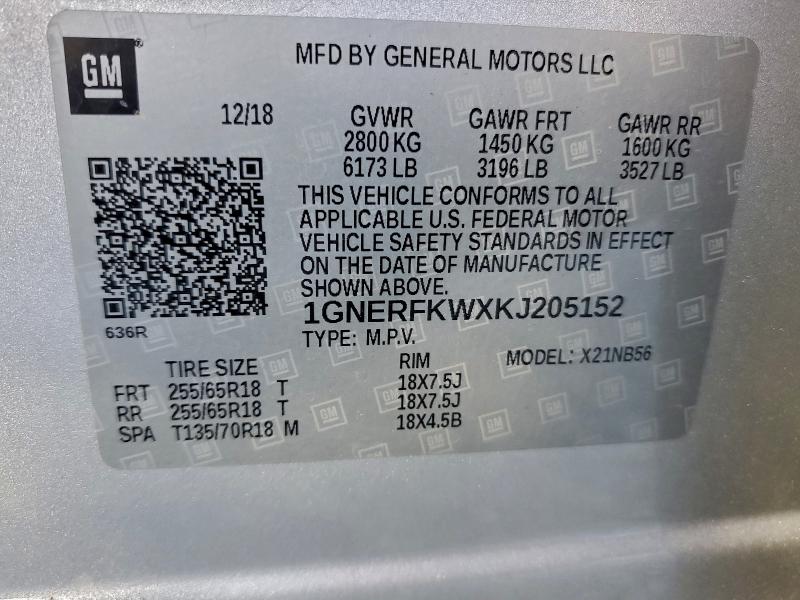 GM
MFD BY GENERAL MOTORS LLC
12/18 GVWR GAWR FRT GAWR RR
2800 KG 1450 KG 1600 KG
6173 LB 3196 LB 3527 LB
THIS VEHICLE CONFORMS TO ALL
APPLICABLE U.S. FEDERAL MOTOR
VEHICLE SAFETY STANDARDS IN EFFECT
ON THE DATE OF MANUFACTURE
SHOWN ABOVE.
1GNERFKWXKJ205152
636R
TYPE: M.P.V.
MODEL: X21NB56
TIRE SIZE RIM
FRT 255/65R18 T 18X7.5J
RR 255/65R18 T 18X7.5J
SPA T135/70R18 M 18X4.5B